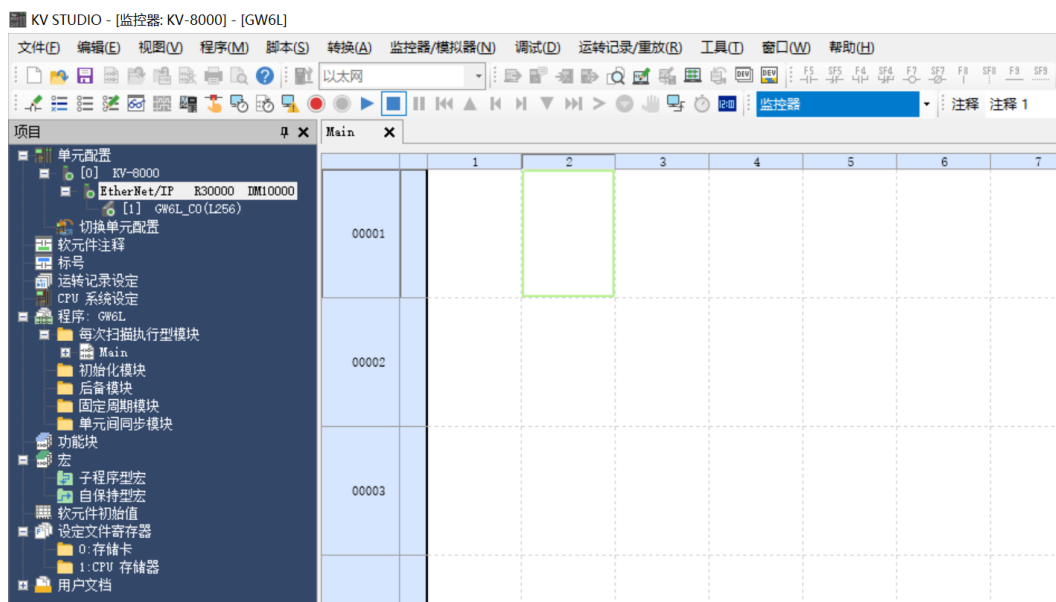 KV STUDIO - [监控器: KV-8000] - [GW6L]
文件(F) 编辑(E) 视图(V) 程序(M) 脚本(S) 转换(A) 监控器/模拟器(N) 调试(D) 运转记录/重放(R) 工具(T) 窗口(W) 帮助(H)
以太网 DEV DEV F5 SF5 F4 SF4 F7 SF7 F8 SF8 F9 SF9
监控器 注释 注释 1
项目 Main
1 2 3 4 5 6 7
单元配置
[0] KV-8000
EtherNet/IP R30000 DM10000
[1] GW6L_C0(L256)
切换单元配置
软元件注释
标号
运转记录设定
CPU 系统设定
程序: GW6L
每次扫描执行型模块
Main
初始化模块
后备模块
固定周期模块
单元间同步模块
功能块
宏
子程序型宏
自保持型宏
软元件初始值
设定文件寄存器
0:存储卡
1:CPU 存储器
用户文档
00001
00002
00003